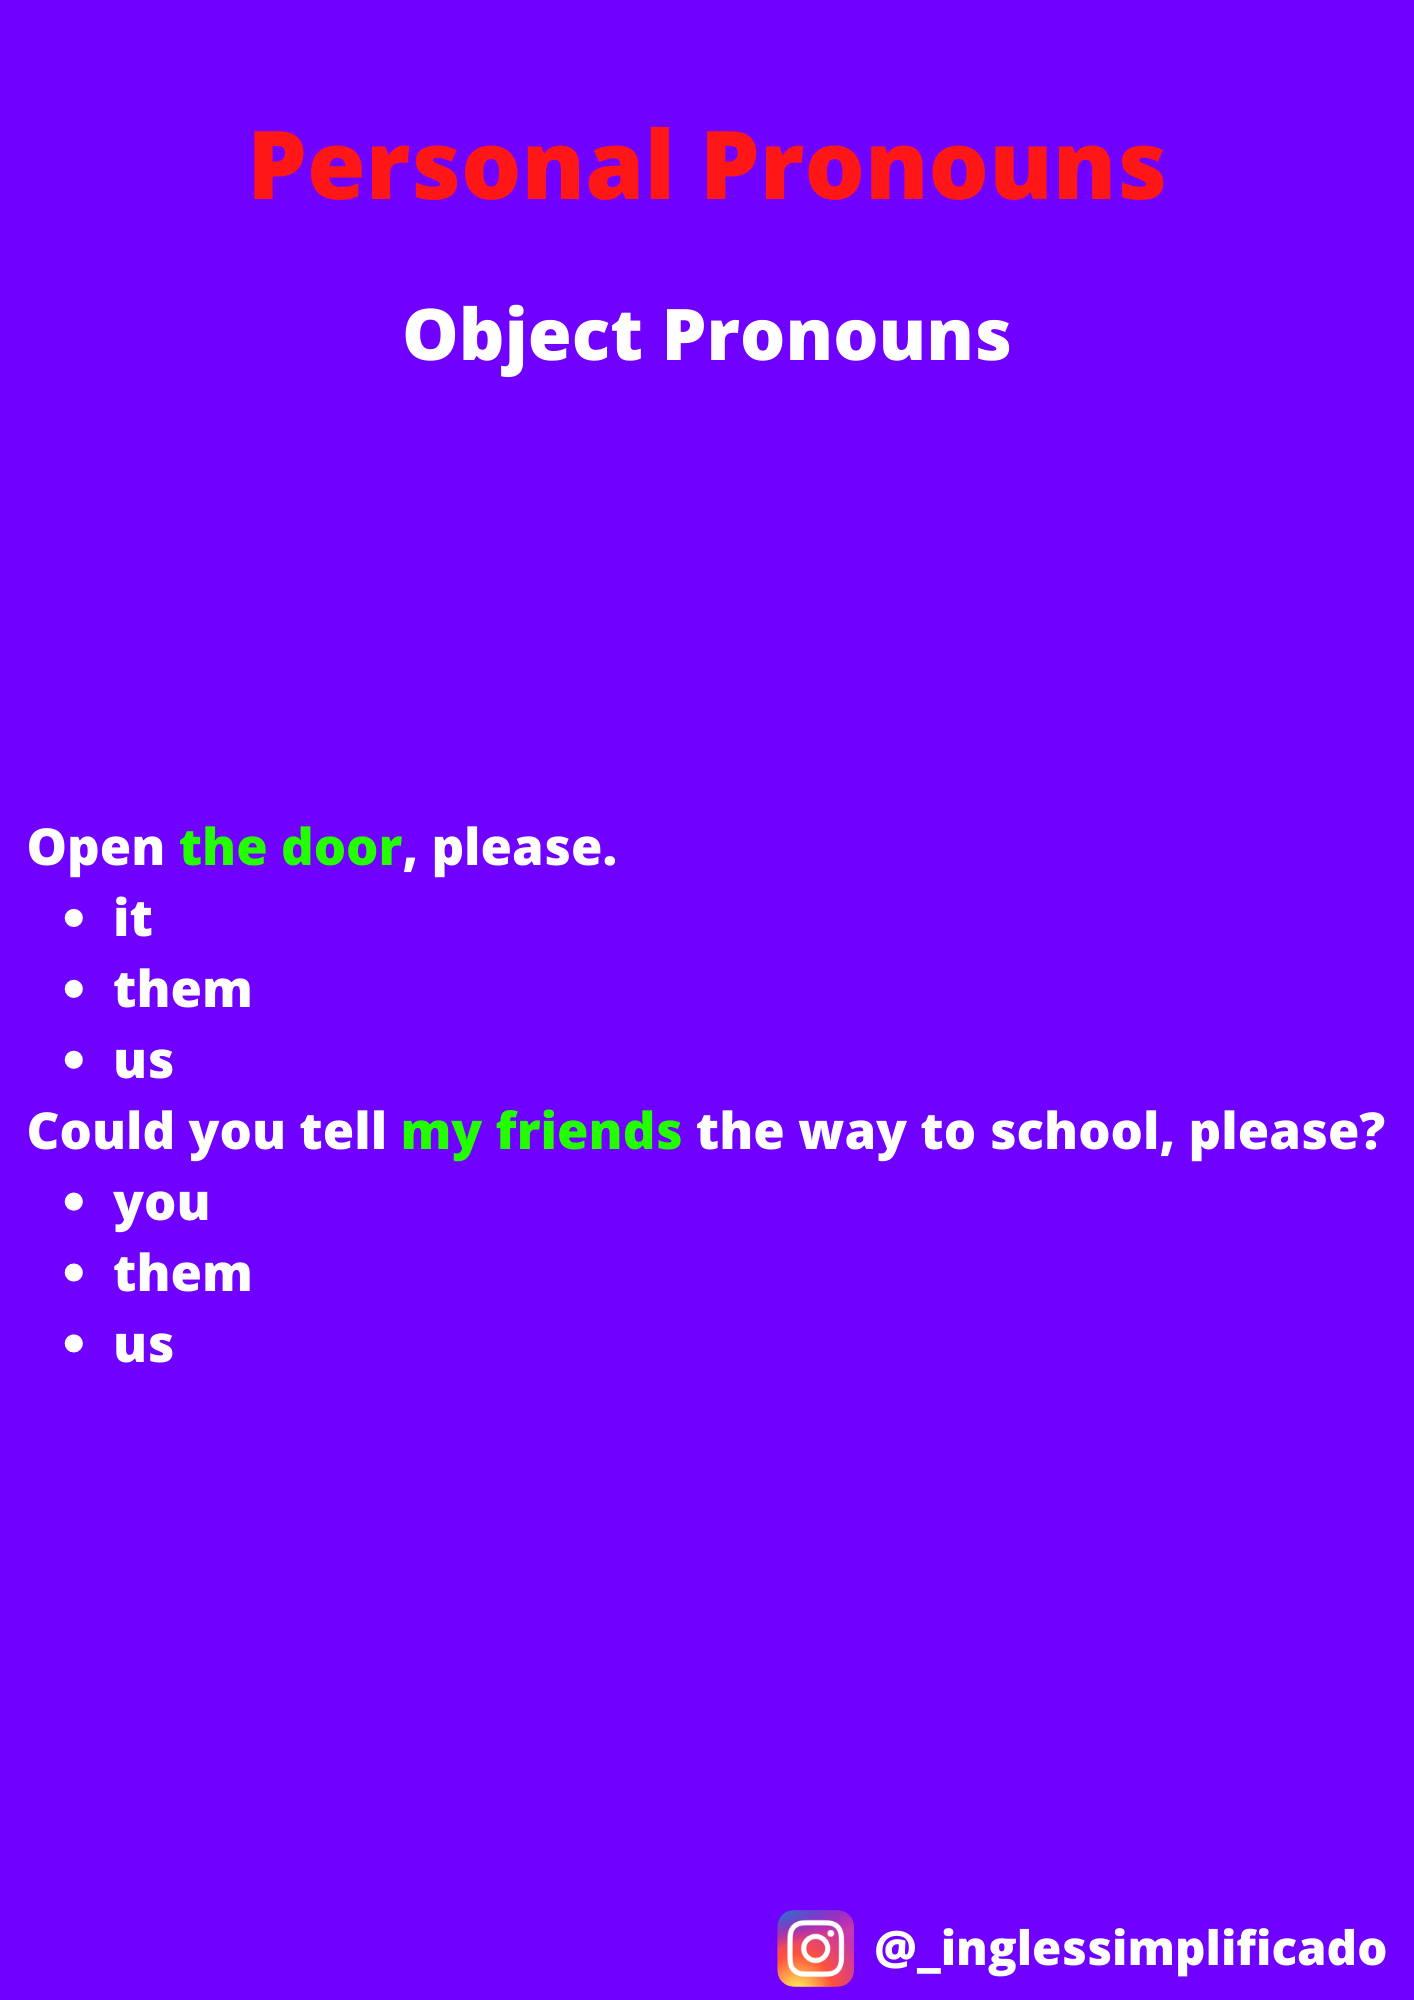 Personal Pronouns
Object Pronouns
Open the door, please.
• it
• them
• us
Could you tell my friends the way to school, please?
• you
• them
• us
@_inglessimplificado